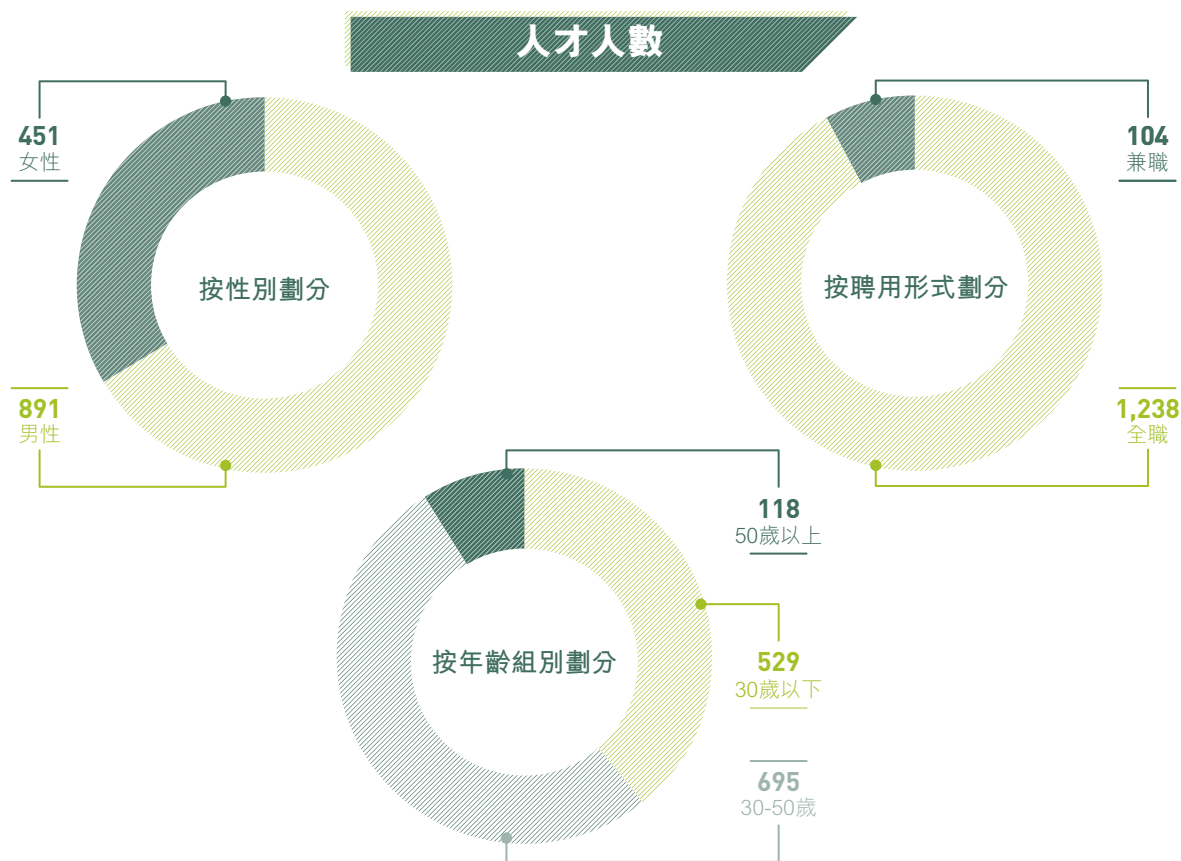 人才人數
451
女性
按性別劃分
891
男性
104
兼職
按聘用形式劃分
1,238
全職
118
50歲以上
按年齡組別劃分
529
30歲以下
695
30-50歲